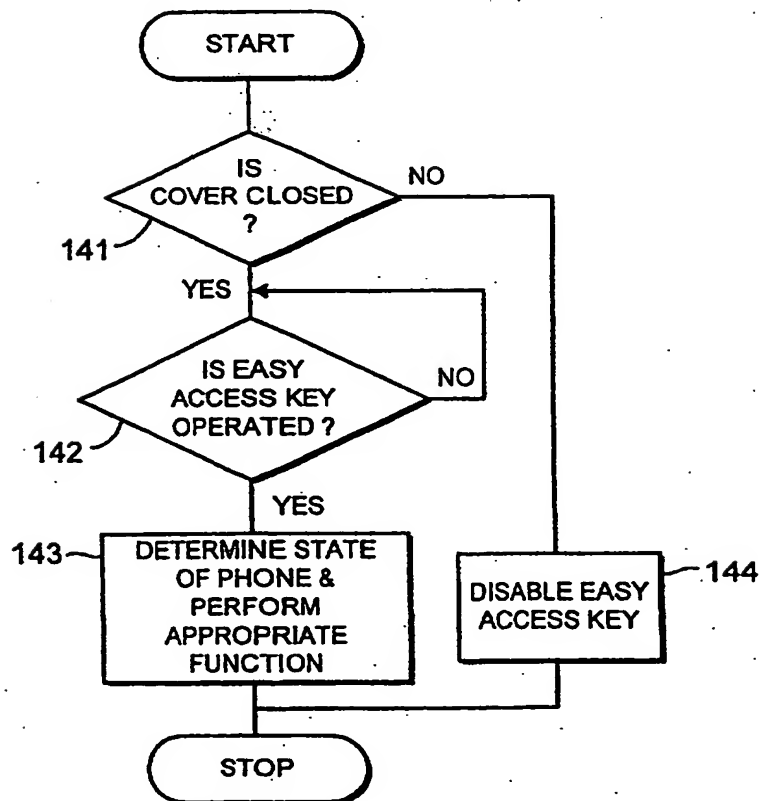 START
IS
COVER CLOSED
?
NO
141
YES
IS EASY
ACCESS KEY
OPERATED ?
NO
142
YES
143
DETERMINE STATE
OF PHONE &
PERFORM
APPROPRIATE
FUNCTION
DISABLE EASY
ACCESS KEY
144
STOP